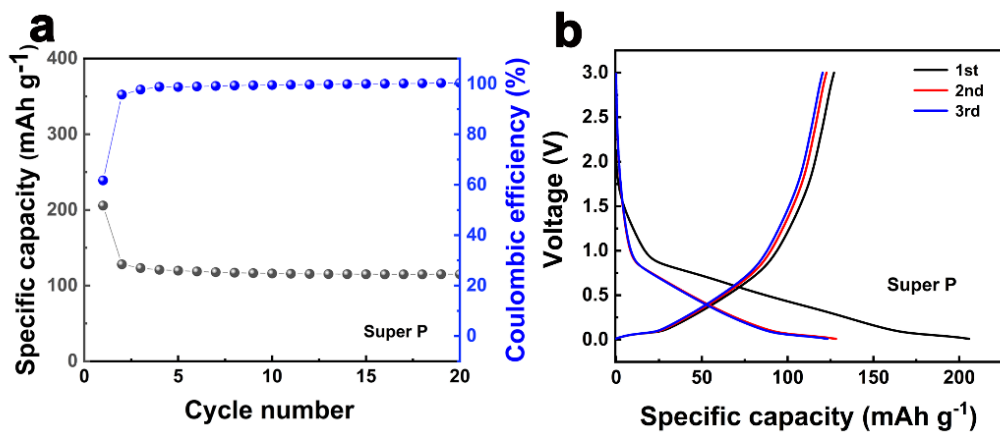 a
Specific capacity (mAh g-1)
400
300
200
100
0
0
5
10
15
20
Cycle number
100
80
60
40
20
0
Coulombic efficiency (%)
Super P
b
Voltage (V)
3.0
2.5
2.0
1.5
1.0
0.5
0.0
0
50
100
150
200
Specific capacity (mAh g-1)
1st
2nd
3rd
Super P